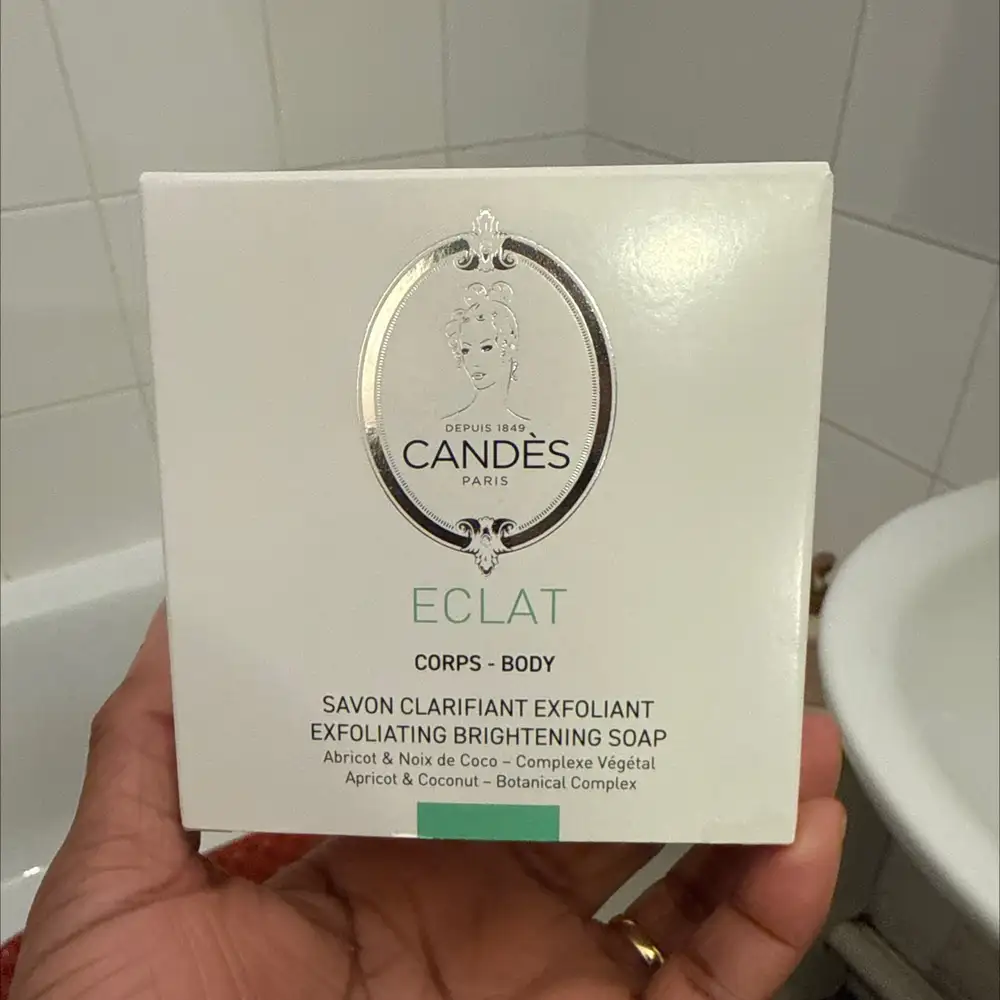 DEPUIS 1849
CANDÈS
PARIS
ECLAT
CORPS - BODY
SAVON CLARIFIANT EXFOLIANT
EXFOLIATING BRIGHTENING SOAP
Abricot & Noix de Coco – Complexe Végétal
Apricot & Coconut – Botanical Complex